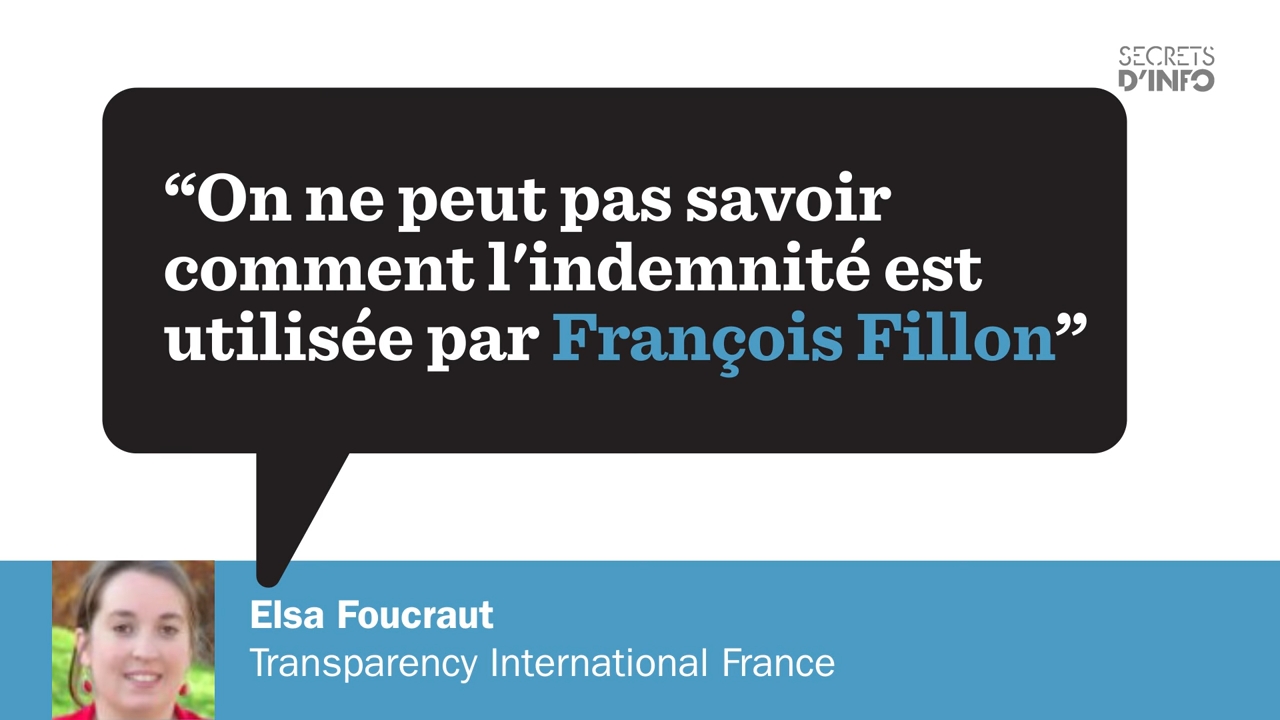 SECRETS
D'INFO
“On ne peut pas savoir
comment l'indemnité est
utilisée par François Fillon”
Elsa Foucraut
Transparency International France